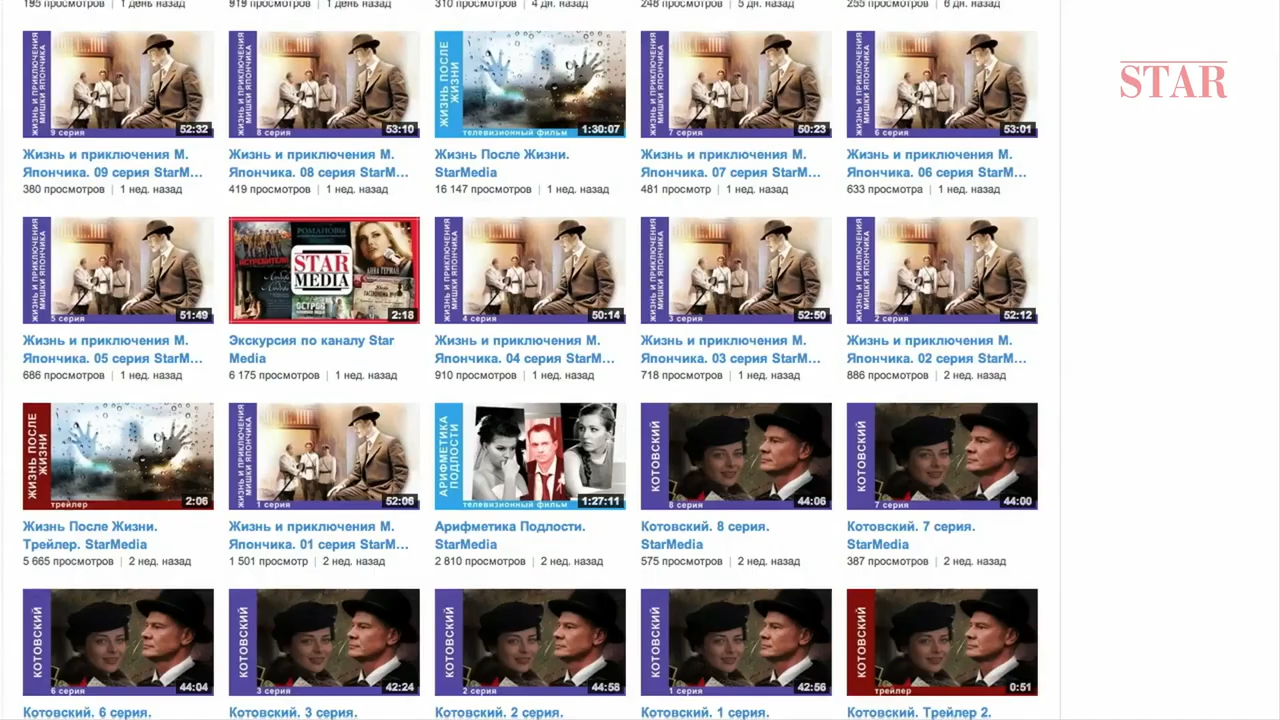 195 просмотров | 1 день назад
919 просмотров | 1 день назад
310 просмотров | 4 дн. назад
248 просмотров | 5 дн. назад
255 просмотров | 6 дн. назад
STAR
ЖИЗНЬ И ПРИКЛЮЧЕНИЯ
МИШКИ ЯПОНЧИКА
9 серия
52:32
ЖИЗНЬ И ПРИКЛЮЧЕНИЯ
МИШКИ ЯПОНЧИКА
8 серия
53:10
ЖИЗНЬ ПОСЛЕ
ЖИЗНИ
телевизионный фильм
1:30:07
ЖИЗНЬ И ПРИКЛЮЧЕНИЯ
МИШКИ ЯПОНЧИКА
7 серия
50:23
ЖИЗНЬ И ПРИКЛЮЧЕНИЯ
МИШКИ ЯПОНЧИКА
6 серия
53:01
Жизнь и приключения М.
Япончика. 09 серия StarM...
380 просмотров | 1 нед. назад
Жизнь и приключения М.
Япончика. 08 серия StarM...
419 просмотров | 1 нед. назад
Жизнь После Жизни.
StarMedia
16 147 просмотров | 1 нед. назад
Жизнь и приключения М.
Япончика. 07 серия StarM...
481 просмотр | 1 нед. назад
Жизнь и приключения М.
Япончика. 06 серия StarM...
633 просмотра | 1 нед. назад
ЖИЗНЬ И ПРИКЛЮЧЕНИЯ
МИШКИ ЯПОНЧИКА
5 серия
51:49
РОМАНОВЫ
ИСТРЕБИТЕЛИ
STAR
MEDIA
АННА ГЕРМАН
ОСТРОВ
2:18
ЖИЗНЬ И ПРИКЛЮЧЕНИЯ
МИШКИ ЯПОНЧИКА
4 серия
50:14
ЖИЗНЬ И ПРИКЛЮЧЕНИЯ
МИШКИ ЯПОНЧИКА
3 серия
52:50
ЖИЗНЬ И ПРИКЛЮЧЕНИЯ
МИШКИ ЯПОНЧИКА
2 серия
52:12
Жизнь и приключения М.
Япончика. 05 серия StarM...
686 просмотров | 1 нед. назад
Экскурсия по каналу Star
Media
6 175 просмотров | 1 нед. назад
Жизнь и приключения М.
Япончика. 04 серия StarM...
910 просмотров | 1 нед. назад
Жизнь и приключения М.
Япончика. 03 серия StarM...
718 просмотров | 1 нед. назад
Жизнь и приключения М.
Япончика. 02 серия StarM...
886 просмотров | 2 нед. назад
ЖИЗНЬ ПОСЛЕ
ЖИЗНИ
трейлер
2:06
ЖИЗНЬ И ПРИКЛЮЧЕНИЯ
МИШКИ ЯПОНЧИКА
1 серия
52:06
АРИФМЕТИКА
ПОДЛОСТИ
телевизионный фильм
1:27:11
КОТОВСКИЙ
8 серия
44:06
КОТОВСКИЙ
7 серия
44:00
Жизнь После Жизни.
Трейлер. StarMedia
5 665 просмотров | 2 нед. назад
Жизнь и приключения М.
Япончика. 01 серия StarM...
1 501 просмотр | 2 нед. назад
Арифметика Подлости.
StarMedia
2 810 просмотров | 2 нед. назад
Котовский. 8 серия.
StarMedia
575 просмотров | 2 нед. назад
Котовский. 7 серия.
StarMedia
387 просмотров | 2 нед. назад
КОТОВСКИЙ
6 серия
44:04
КОТОВСКИЙ
3 серия
42:24
КОТОВСКИЙ
2 серия
44:58
КОТОВСКИЙ
1 серия
42:56
КОТОВСКИЙ
трейлер
0:51
Котовский. 6 серия.
Котовский. 3 серия.
Котовский. 2 серия.
Котовский. 1 серия.
Котовский. Трейлер 2.